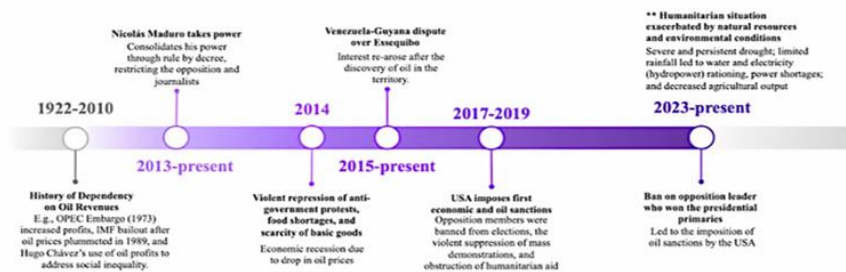 Nicolás Maduro takes power
Consolidates his power
through rule by decree,
restricting the opposition and
journalists
Venezuela-Guyana dispute
over Essequibo
Interest re-arose after the
discovery of oil in the
territory.
** Humanitarian situation
exacerbated by natural resources
and environmental conditions
Severe and persistent drought; limited
rainfall led to water and electricity
(hydropower) rationing, power shortages;
and decreased agricultural output
1922-2010
2014
2017-2019
2023-present
2013-present
2015-present
History of Dependency
on Oil Revenues
E.g., OPEC Embargo (1973)
increased profits, IMF bailout after
oil prices plummeted in 1989, and
Hugo Chávez’s use of oil profits to
address social inequality.
Violent repression of anti-
government protests,
food shortages, and
scarcity of basic goods
Economic recession due
to drop in oil prices
USA imposes first
economic and oil sanctions
Opposition members were
banned from elections, the
violent suppression of mass
demonstrations, and
obstruction of humanitarian aid
Ban on opposition leader
who won the presidential
primaries
Led to the imposition of
oil sanctions by the USA